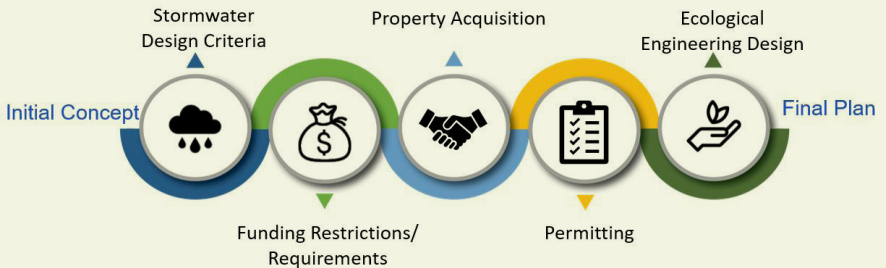 Initial Concept
Stormwater
Design Criteria
$
Funding Restrictions/
Requirements
Property Acquisition
Permitting
Ecological
Engineering Design
Final Plan